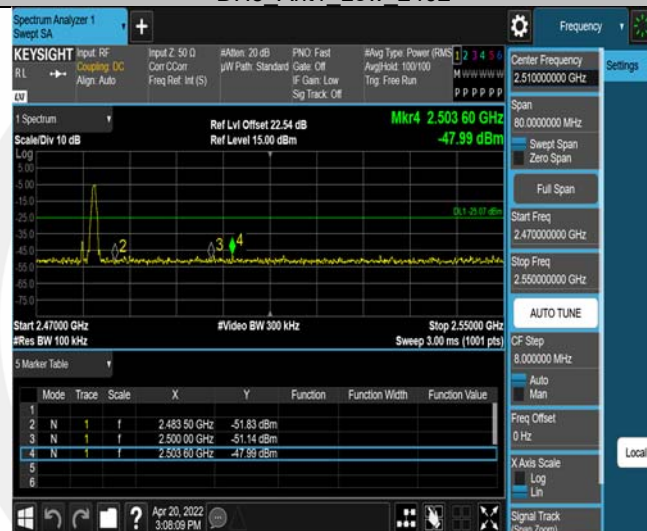 Spectrum Analyzer 1
Swept SA
+
Frequency
KEYSIGHT
RL
Input: RF
Coupling: DC
Align: Auto
Input Z: 50 Ω
Corr CCorr
Freq Ref: Int (S)
#Atten: 20 dB
µW Path: Standard
PNO: Fast
Gate: Off
IF Gain: Low
Sig Track: Off
#Avg Type: Power (RMS
Avg|Hold: 100/100
Trig: Free Run
1 2 3 4 5 6
M W W W W W
P P P P P P
Center Frequency
2.510000000 GHz
Settings
Span
80.0000000 MHz
Swept Span
Zero Span
Full Span
Start Freq
2.470000000 GHz
Stop Freq
2.550000000 GHz
AUTO TUNE
CF Step
8.000000 MHz
Auto
Man
Freq Offset
0 Hz
X Axis Scale
Log
Lin
Signal Track
(Span Zoom)
Local
1 Spectrum
Scale/Div 10 dB
Ref Lvl Offset 22.54 dB
Ref Level 15.00 dBm
Mkr4 2.503 60 GHz
-47.99 dBm
Log
5.00
-5.00
-15.0
-25.0
-35.0
-45.0
-55.0
-65.0
-75.0
DL1 -25.07 dBm
2
3
4
Start 2.47000 GHz
#Video BW 300 kHz
Stop 2.55000 GHz
#Res BW 100 kHz
Sweep 3.00 ms (1001 pts)
5 Marker Table
Mode Trace Scale X Y Function Function Width Function Value
1
2 N 1 f 2.483 50 GHz -51.83 dBm
3 N 1 f 2.500 00 GHz -51.14 dBm
4 N 1 f 2.503 60 GHz -47.99 dBm
5
6
?
Apr 20, 2022
3:08:09 PM